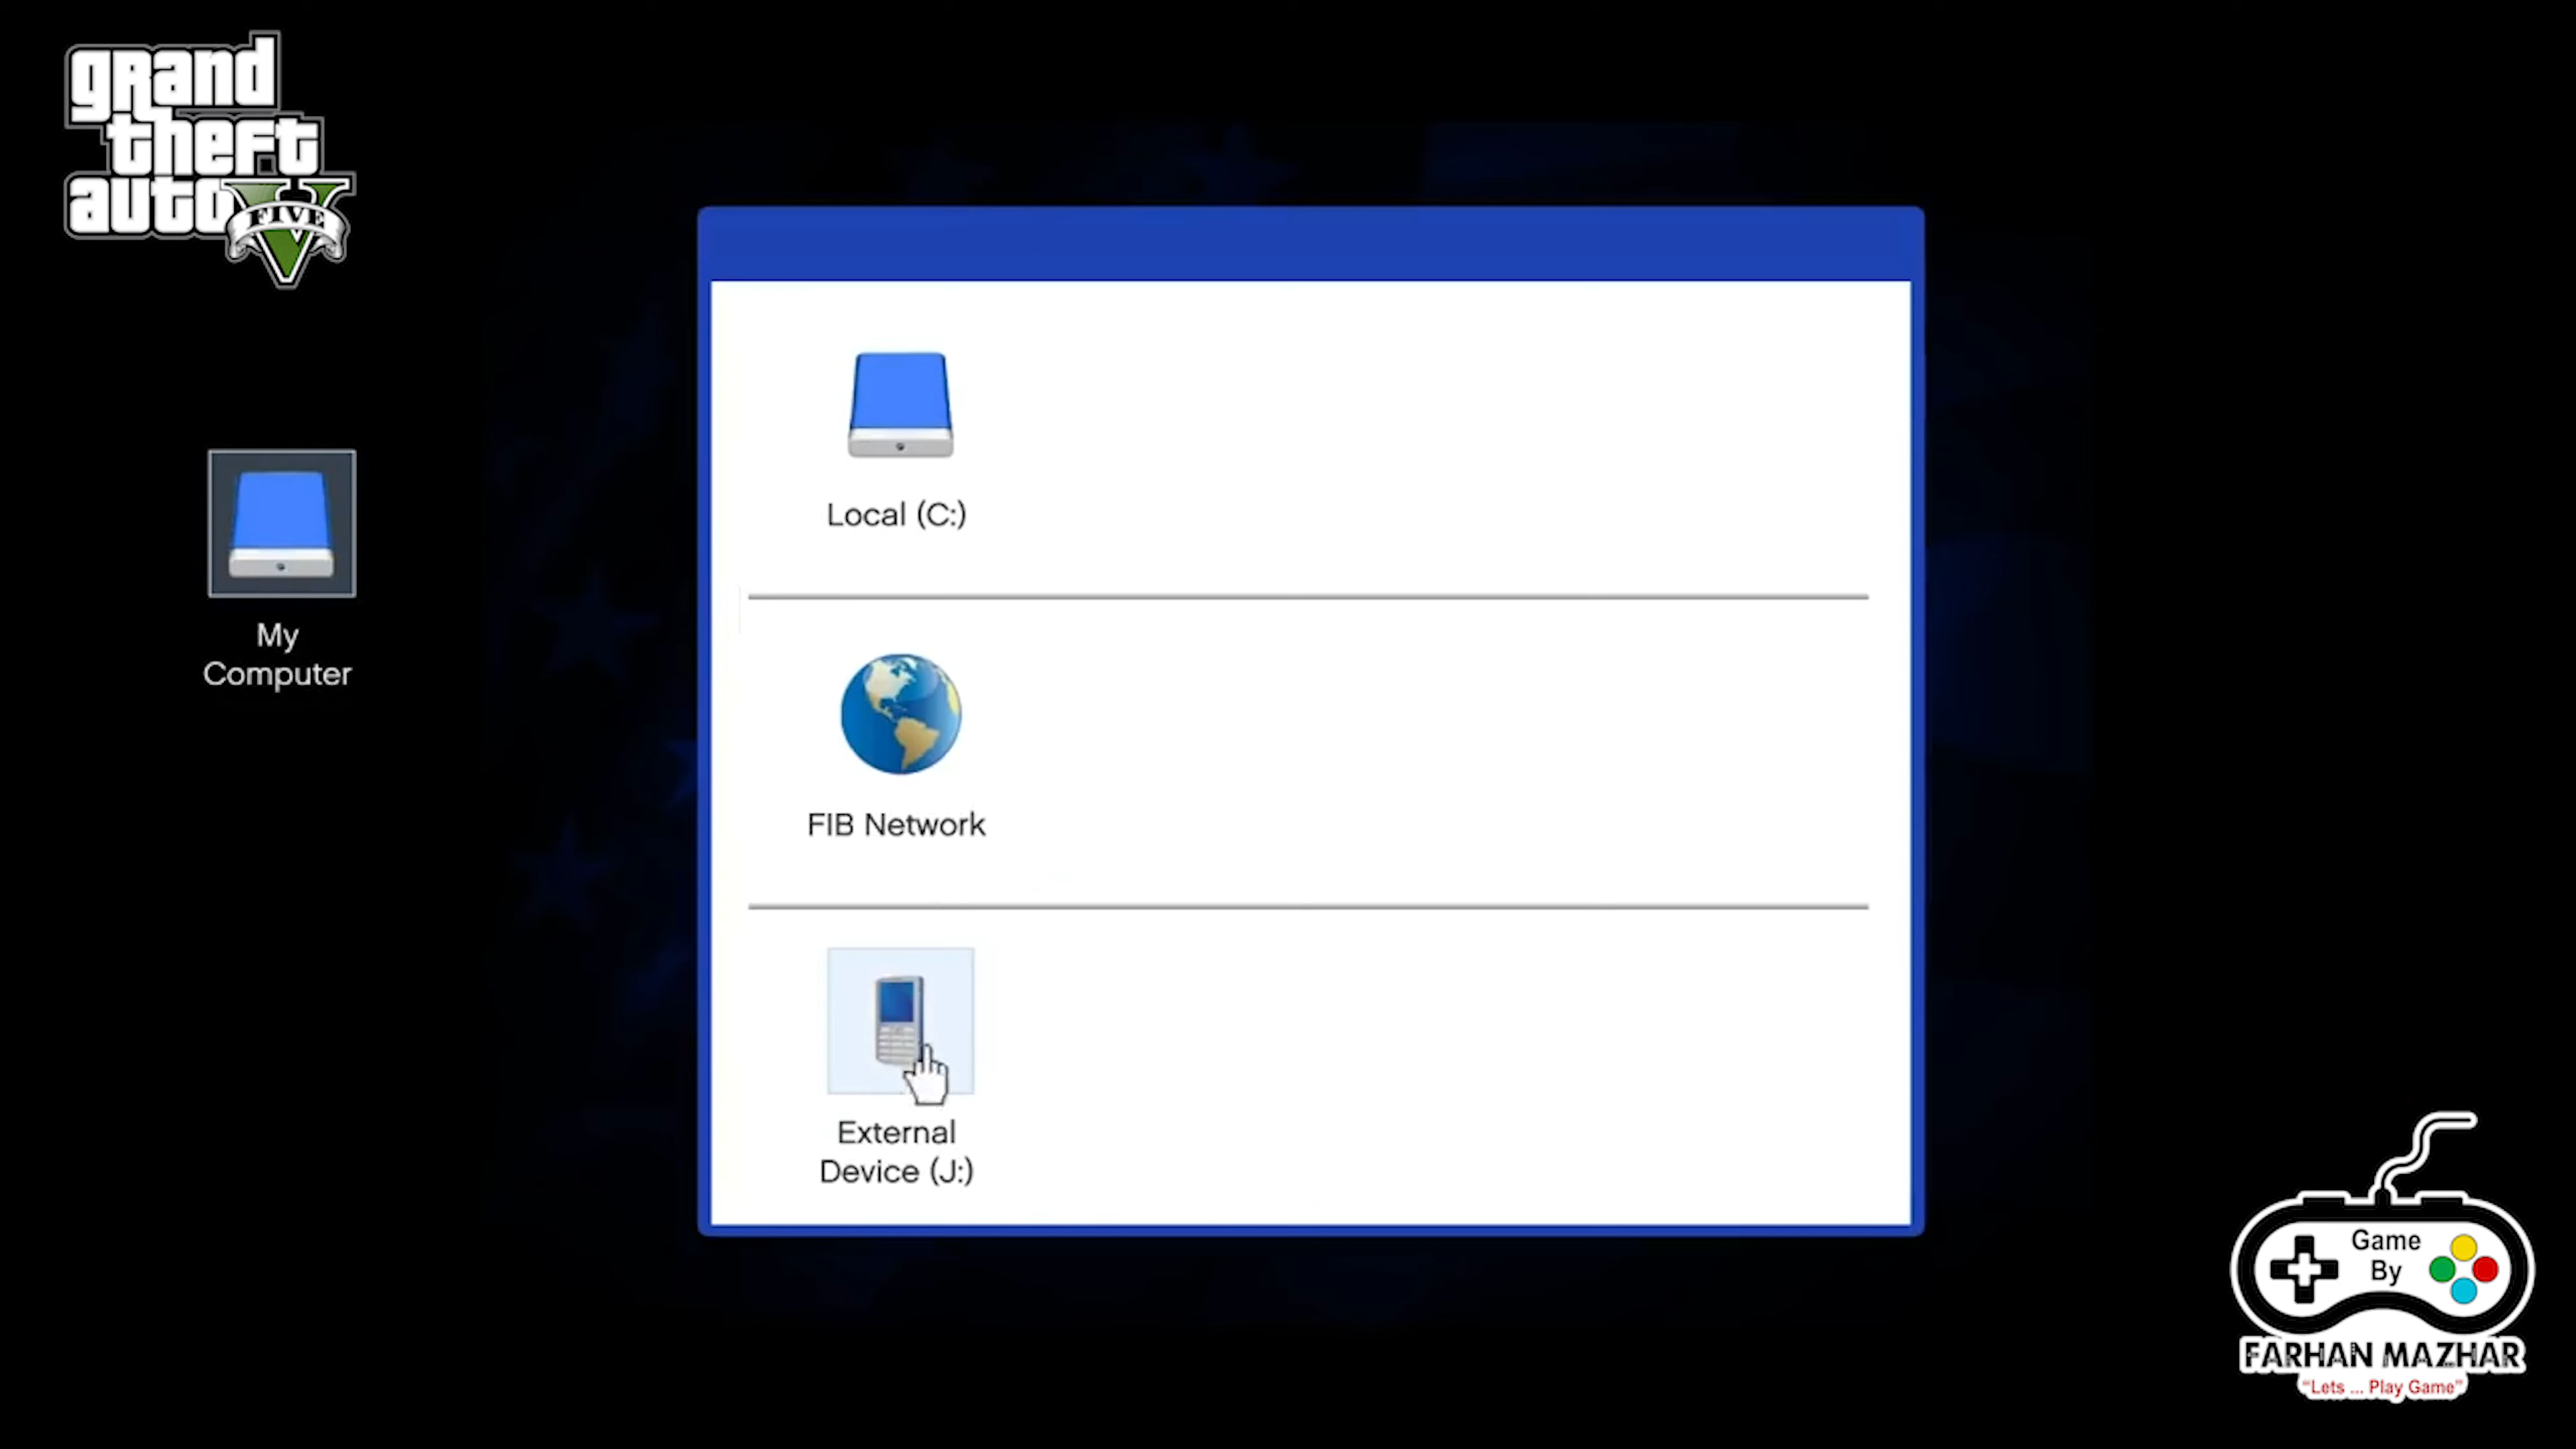 grand
theft
auto
FIVE
My
Computer
Local (C:)
FIB Network
External
Device (J:)
Game
By
FARHAN MAZHAR
"Lets ... Play Game"